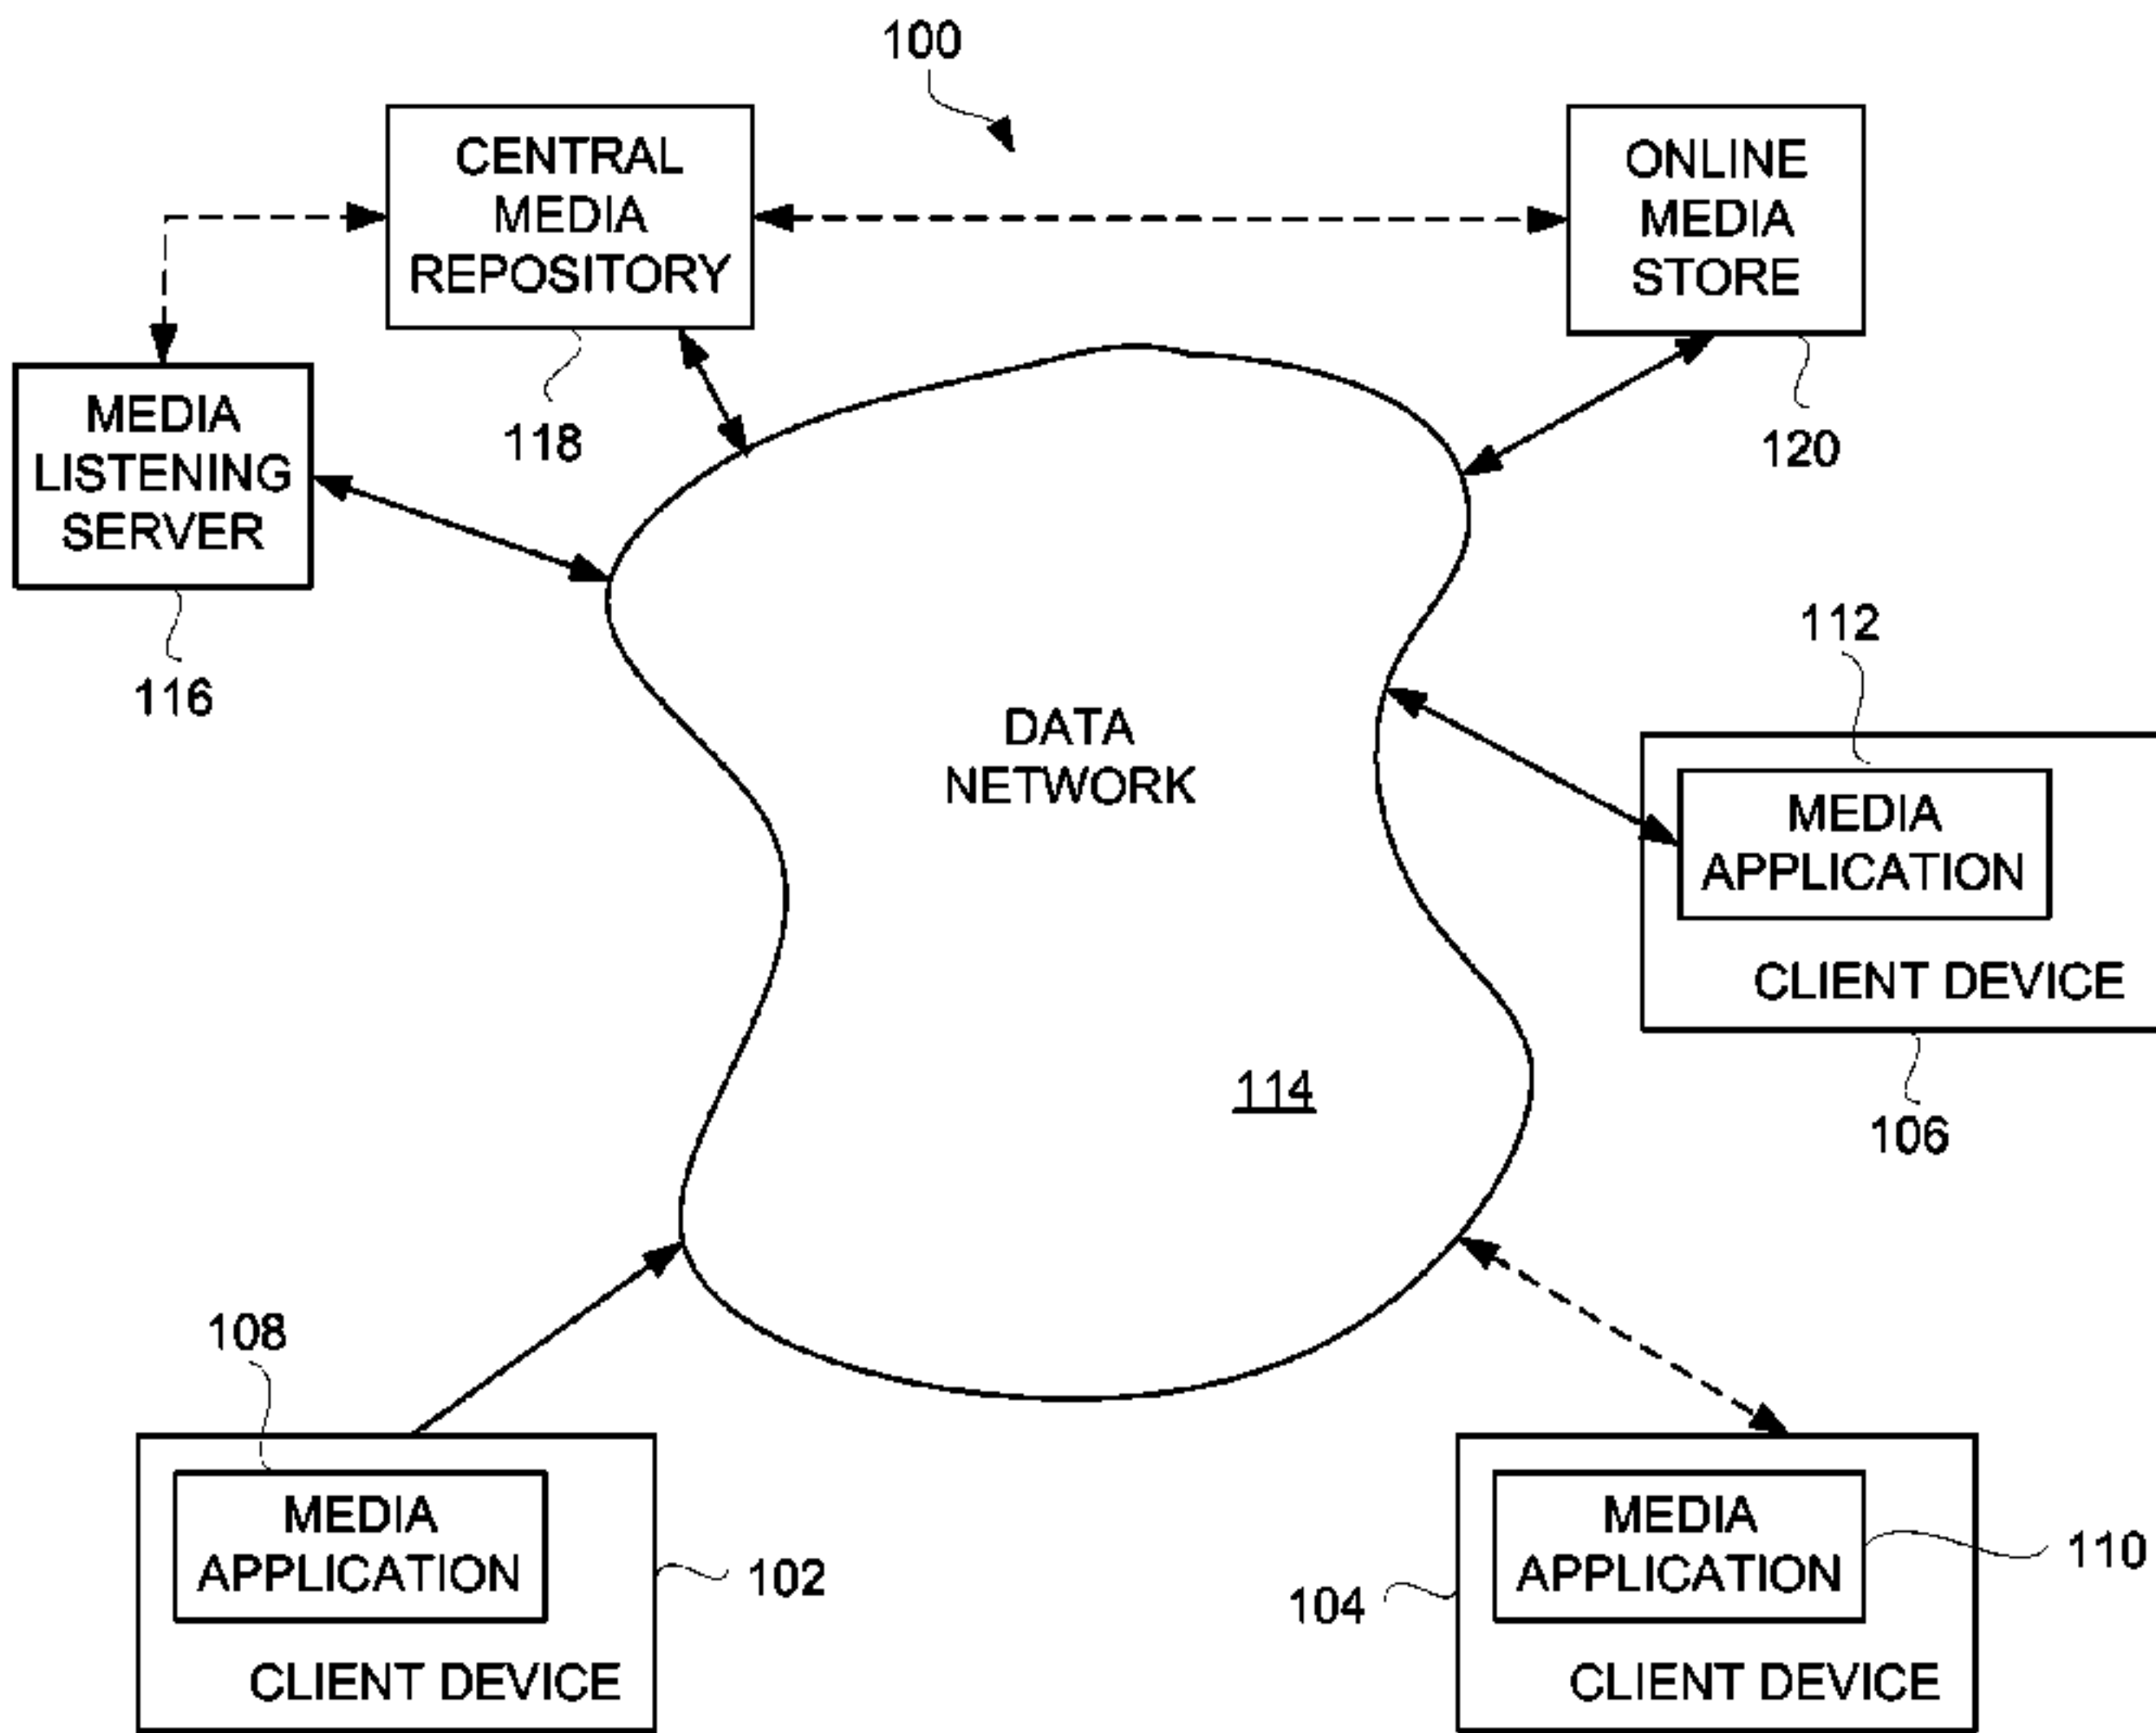 100
CENTRAL
MEDIA
REPOSITORY
118
ONLINE
MEDIA
STORE
120
MEDIA
LISTENING
SERVER
116
DATA
NETWORK
114
112
MEDIA
APPLICATION
CLIENT DEVICE
106
108
MEDIA
APPLICATION
CLIENT DEVICE
102
MEDIA
APPLICATION
110
104
CLIENT DEVICE